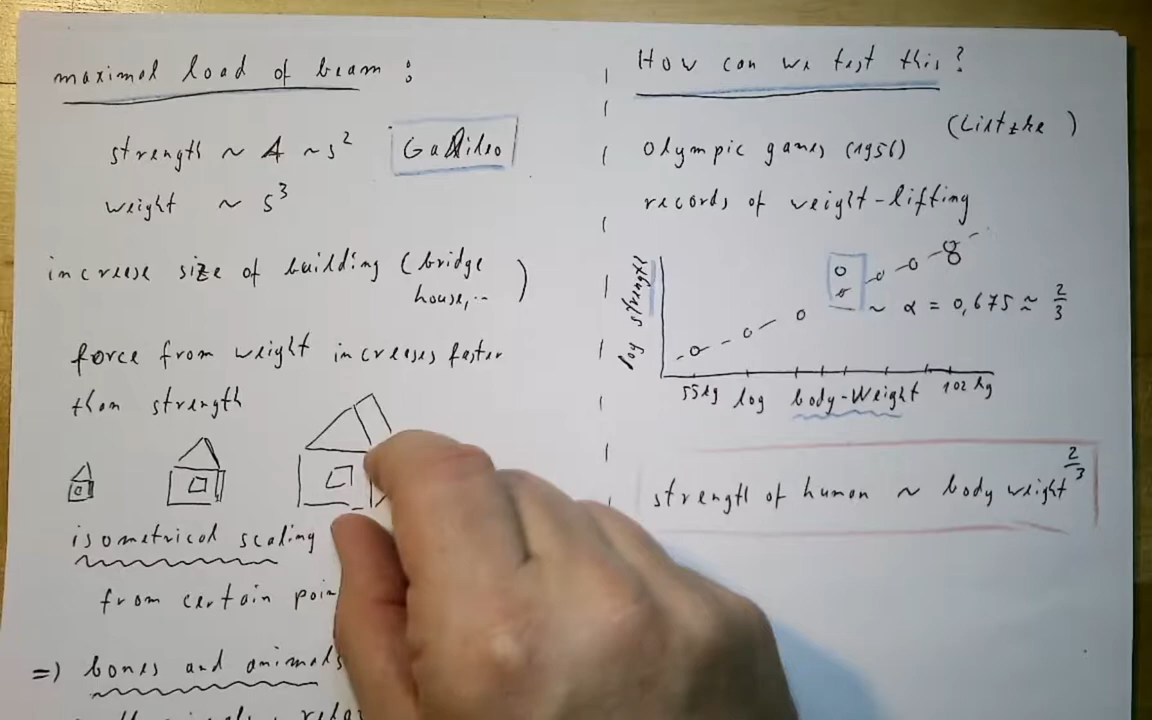 maximal load of beam :
strength ~ A ~ s²
Galileo
weight ~ s³
increase size of building (bridge
house, .. )
force from weight increases faster
than strength
isometrical scaling
from certain
=) bones and animals
How can we test this ?
(Lietzke)
Olympic games (1956)
records of weight-lifting
log strength
~ α = 0,675 ≈ 2/3
55kg log body-weight 102 kg
strength of human ~ body weight^2/3